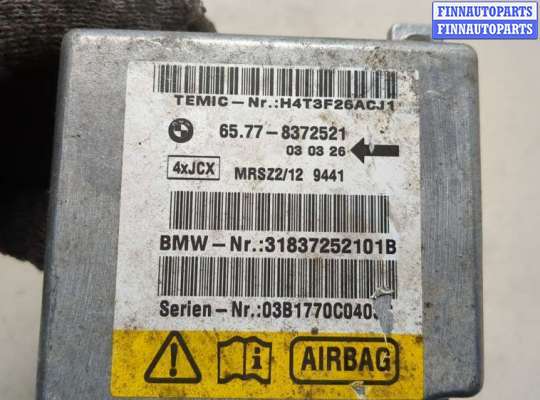 FINNAUTOPARTS
FINNAUTOPARTS
TEMIC-Nr.:H4T3F26ACJ1
65.77-8372521
03 03 26
4xJCX MRSZ2/12 9441
BMW-Nr.:31837252101B
Serien-Nr.:
AIRBAG